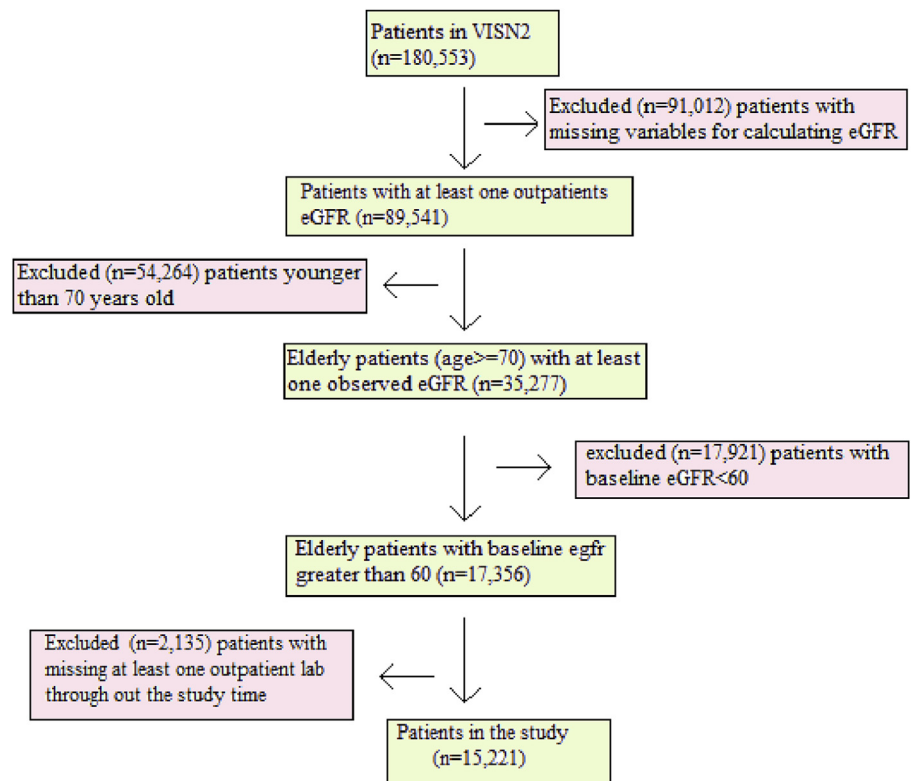 Patients in VISN2
(n=180,553)
Excluded (n=91,012) patients with
missing variables for calculating eGFR
Patients with at least one outpatients
eGFR (n=89,541)
Excluded (n=54,264) patients younger
than 70 years old
Elderly patients (age>=70) with at least
one observed eGFR (n=35,277)
excluded (n=17,921) patients with
baseline eGFR<60
Elderly patients with baseline egfr
greater than 60 (n=17,356)
Excluded (n=2,135) patients with
missing at least one outpatient lab
through out the study time
Patients in the study
(n=15,221)